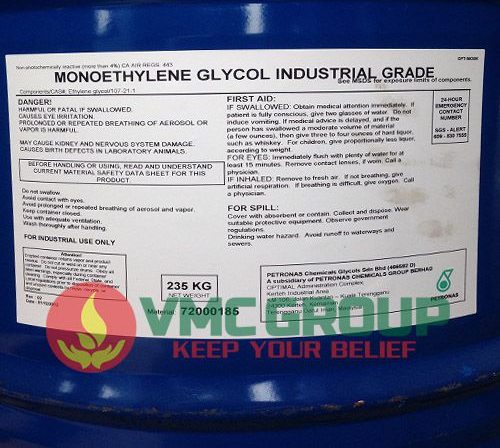 Non-photochemically reactive (more than 4%) CA AIR REGS. 443
MONOETHYLENE GLYCOL INDUSTRIAL GRADE
Components/CAS#: Ethylene glycol/107-21-1
See MSDS for exposure limits of components.
DANGER!
HARMFUL OR FATAL IF SWALLOWED.
CAUSES EYE IRRITATION.
PROLONGED OR REPEATED BREATHING OF AEROSOL OR
VAPOR IS HARMFUL.
MAY CAUSE KIDNEY AND NERVOUS SYSTEM DAMAGE.
CAUSES BIRTH DEFECTS IN LABORATORY ANIMALS.
BEFORE HANDLING OR USING, READ AND UNDERSTAND
CURRENT MATERIAL SAFETY DATA SHEET FOR THIS
PRODUCT
Do not swallow.
Avoid contact with eyes.
Avoid prolonged or repeated breathing of aerosol and vapor.
Keep container closed.
Use with adequate ventilation.
Wash thoroughly after handling.
FOR INDUSTRIAL USE ONLY
FIRST AID:
IF SWALLOWED: Obtain medical attention immediately. If
patient is fully conscious, give two glasses of water. Do not
induce vomiting. If medical advice is delayed, and if the
person has swallowed a moderate volume of material
(a few ounces), then give three to four ounces of hard liquor,
such as whiskey. For children, give proportionally less liquor,
according to weight.
FOR EYES: Immediately flush with plenty of water for at
least 15 minutes. Remove contact lenses, if worn. Call a
physician.
IF INHALED: Remove to fresh air. If not breathing, give
artificial respiration. If breathing is difficult, give oxygen. Call
a physician.
FOR SPILL:
Cover with absorbent or contain. Collect and dispose. Wear
suitable protective equipment. Observe government
regulations.
Drinking water hazard. Avoid runoff to waterways and
sewers.
24-HOUR
EMERGENCY
CONTACT
NUMBER
SGS - ALERT
Attention!
235 KG
NET WEIGHT
Material: 72000185
PETRONAS Chemicals Glycols Sdn Bhd
A subsidiary of PETRONAS CHEMICALS GROUP BERHAD
OPTIMAL Administration Complex,
Kerteh Industrial Area
PETRONAS
VMC GROUP
KEEP YOUR BELIEF